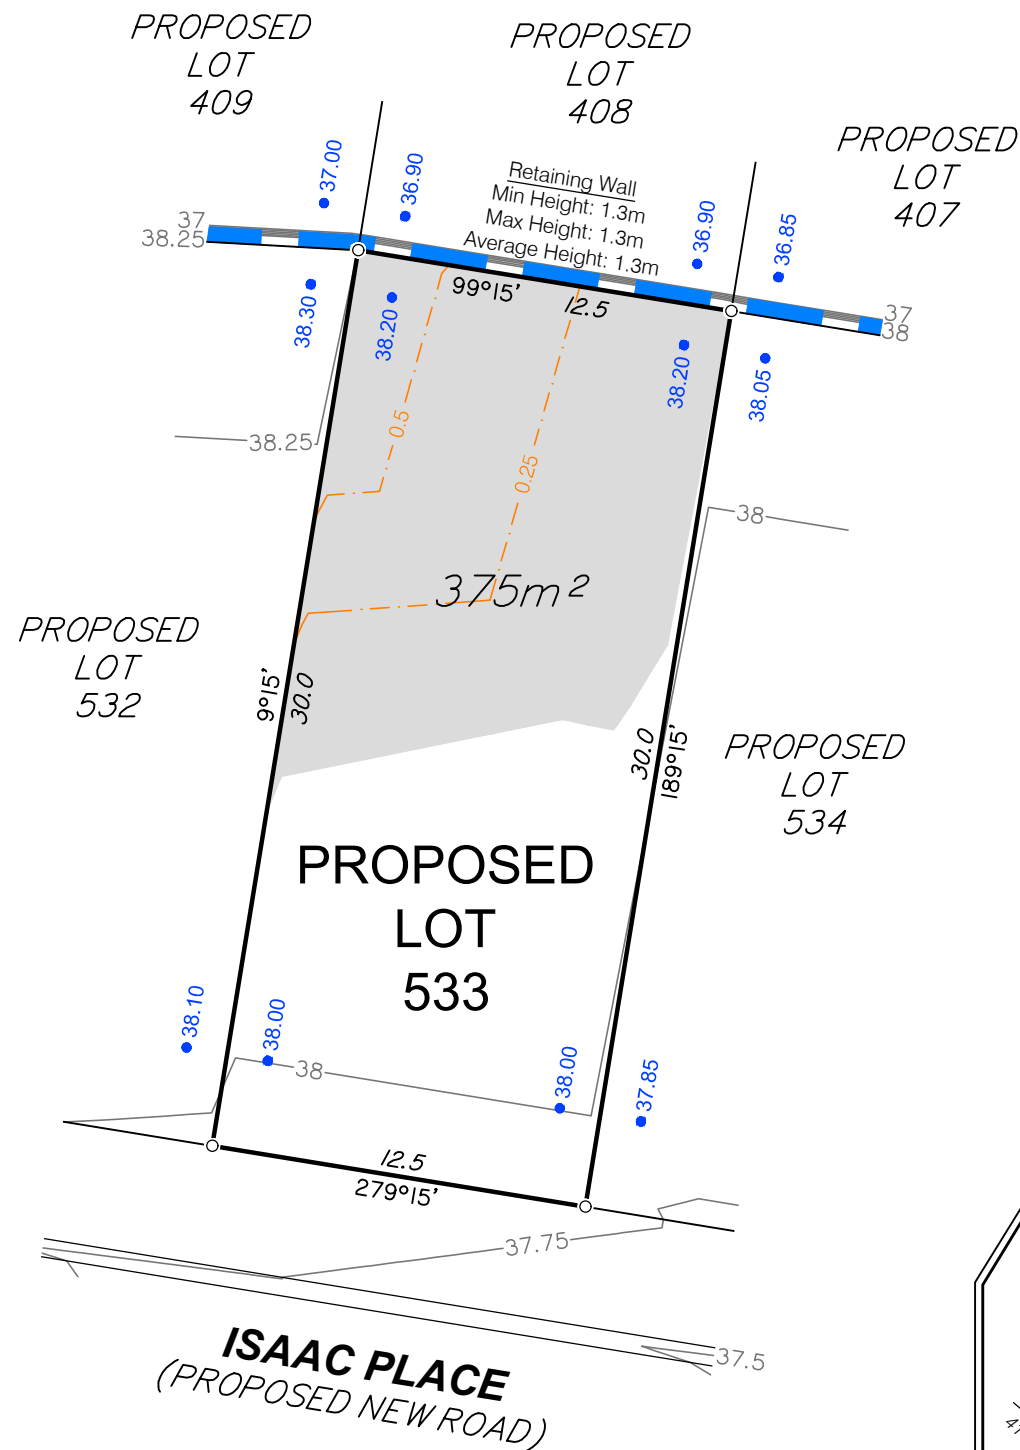 PROPOSED
LOT
409
PROPOSED
LOT
408
PROPOSED
LOT
407
37.00
36.90
Retaining Wall
Min Height: 1.3m
Max Height: 1.3m
Average Height: 1.3m
36.90
36.85
37
38.25
99°15'
12.5
37
38
38.30
38.20
38.20
38.05
0.5
0.25
38.25
38
375m²
PROPOSED
LOT
532
9°15'
30.0
30.0
189°15'
PROPOSED
LOT
534
PROPOSED
LOT
533
38.10
38.00
38
38.00
37.85
12.5
279°15'
37.75
37.5
ISAAC PLACE
(PROPOSED NEW ROAD)